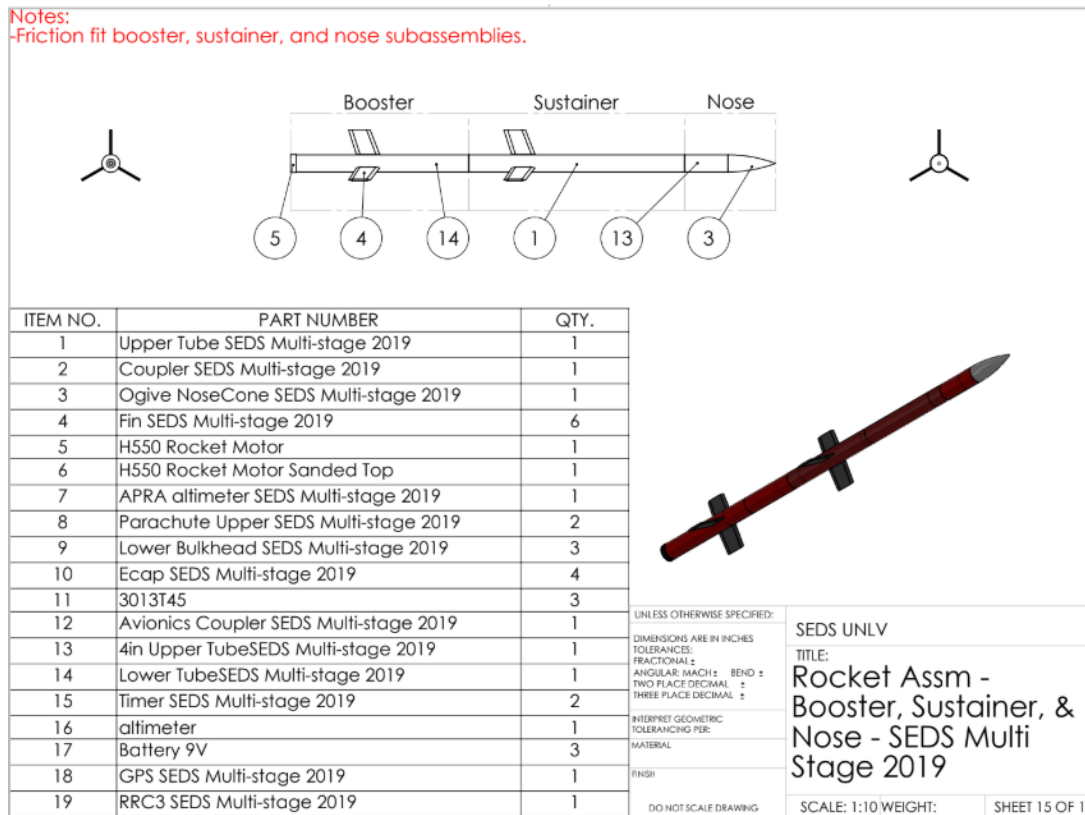 Notes:
-Friction fit booster, sustainer, and nose subassemblies.
Booster Sustainer Nose
5 4 14 1 13 3
ITEM NO. PART NUMBER QTY.
1 Upper Tube SEDS Multi-stage 2019 1
2 Coupler SEDS Multi-stage 2019 1
3 Ogive NoseCone SEDS Multi-stage 2019 1
4 Fin SEDS Multi-stage 2019 6
5 H550 Rocket Motor 1
6 H550 Rocket Motor Sanded Top 1
7 APRA altimeter SEDS Multi-stage 2019 1
8 Parachute Upper SEDS Multi-stage 2019 2
9 Lower Bulkhead SEDS Multi-stage 2019 3
10 Ecap SEDS Multi-stage 2019 4
11 3013T45 3
12 Avionics Coupler SEDS Multi-stage 2019 1
13 4in Upper TubeSEDS Multi-stage 2019 1
14 Lower TubeSEDS Multi-stage 2019 1
15 Timer SEDS Multi-stage 2019 2
16 altimeter 1
17 Battery 9V 3
18 GPS SEDS Multi-stage 2019 1
19 RRC3 SEDS Multi-stage 2019 1
UNLESS OTHERWISE SPECIFIED:
DIMENSIONS ARE IN INCHES
TOLERANCES:
FRACTIONAL ±
ANGULAR: MACH ± BEND ±
TWO PLACE DECIMAL ±
THREE PLACE DECIMAL ±
INTERPRET GEOMETRIC
TOLERANCING PER:
MATERIAL
FINISH
DO NOT SCALE DRAWING
SEDS UNLV
TITLE:
Rocket Assm -
Booster, Sustainer, &
Nose - SEDS Multi
Stage 2019
SCALE: 1:10 WEIGHT: SHEET 15 OF 1